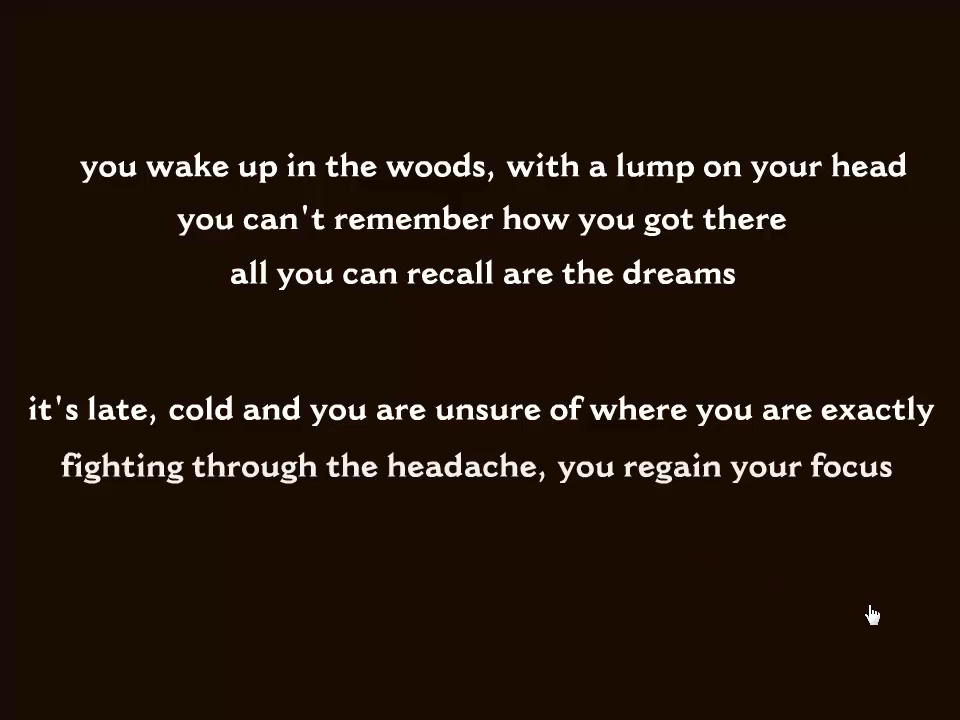 you wake up in the woods, with a lump on your head
you can't remember how you got there
all you can recall are the dreams
it's late, cold and you are unsure of where you are exactly
fighting through the headache, you regain your focus